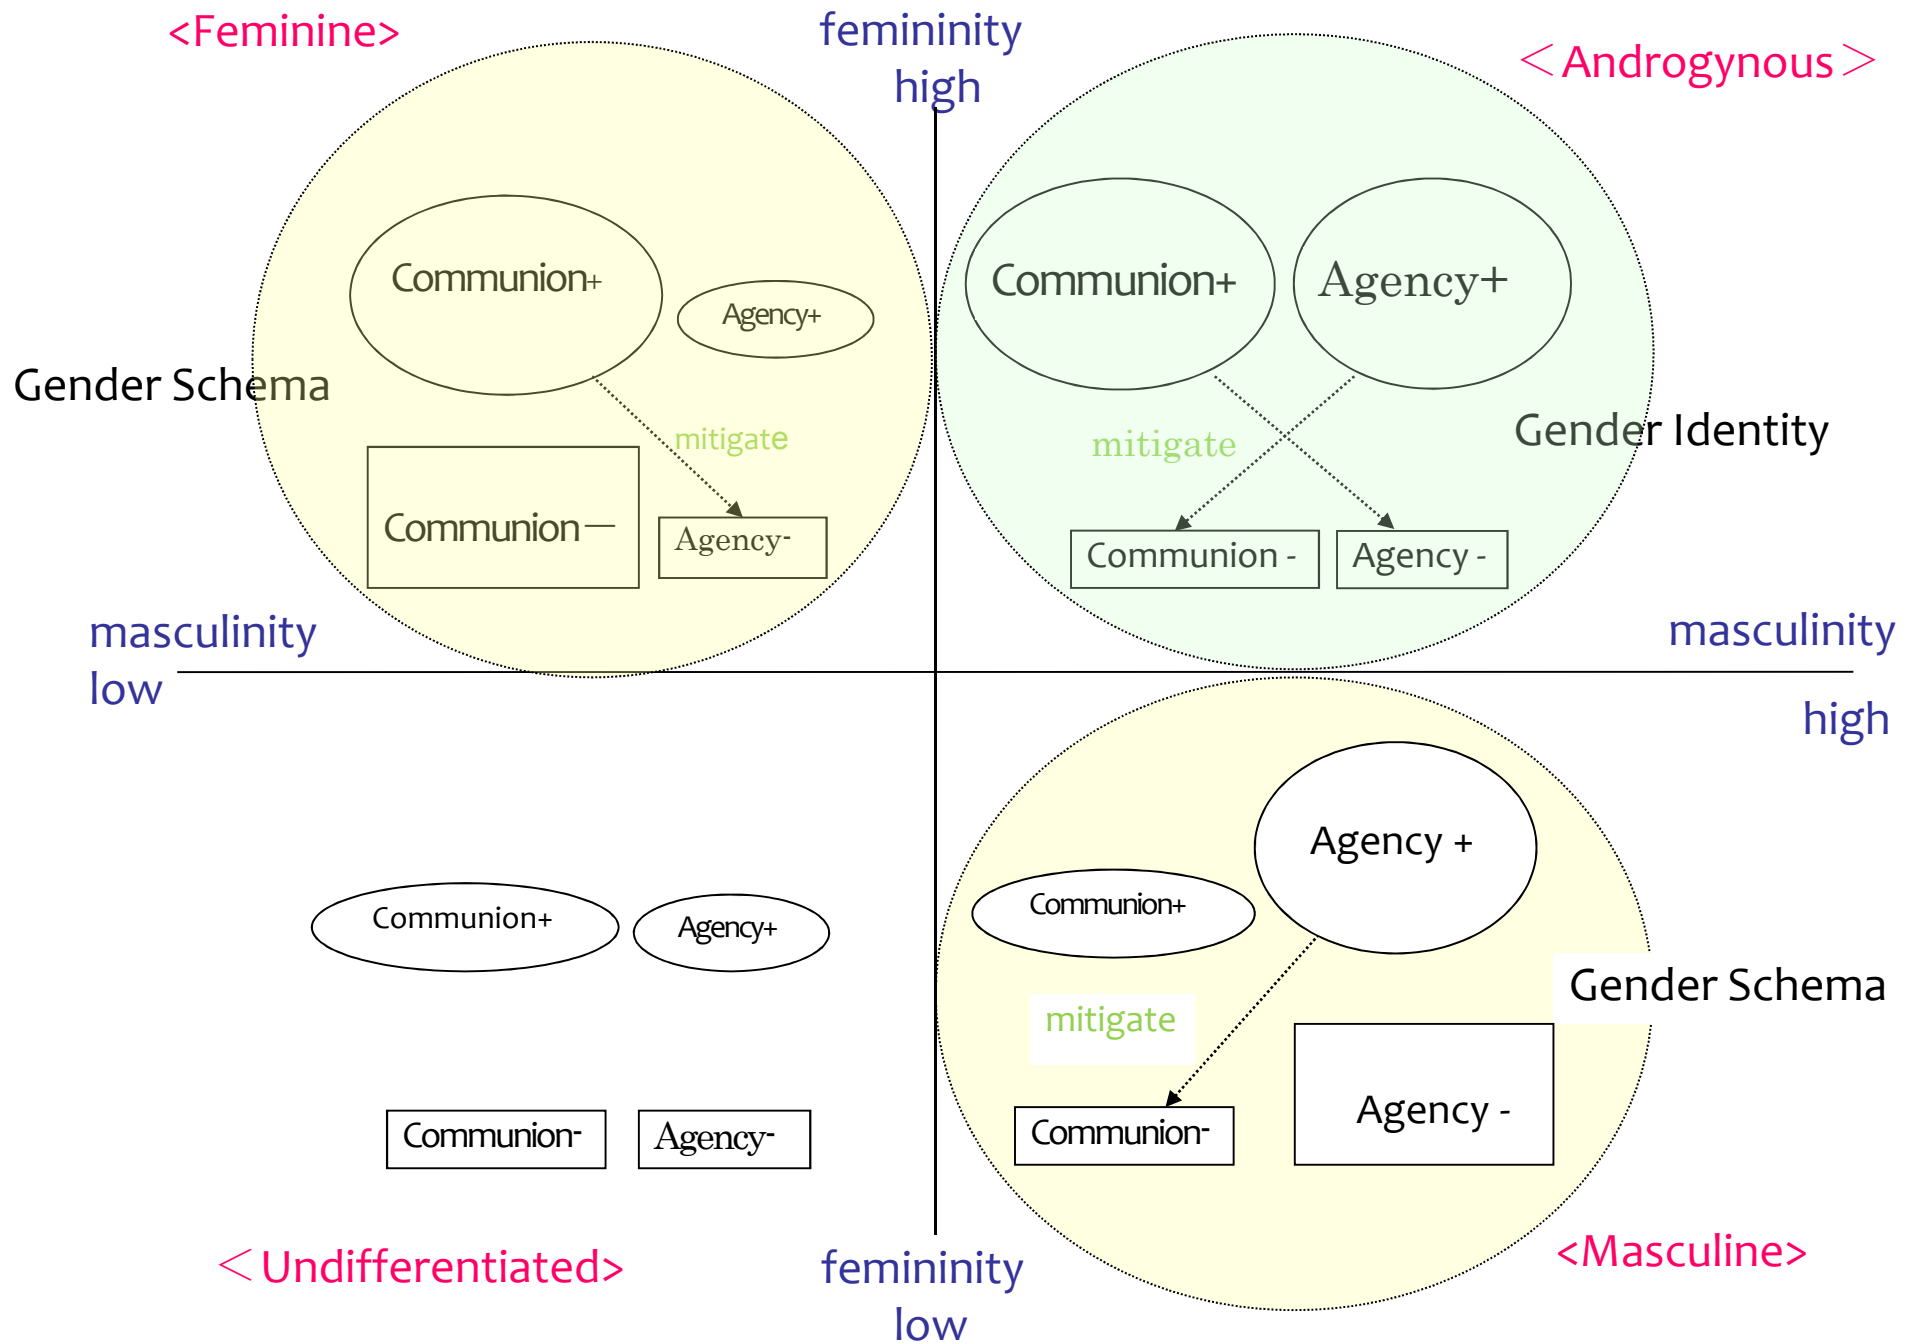 <Feminine>
femininity
high
＜Androgynous＞
Communion+
Agency+
Communion+
Agency+
Gender Schema
mitigate
mitigate
Gender Identity
Communion－
Agency-
Communion -
Agency -
masculinity
low
masculinity
high
Communion+
Agency+
Communion+
Agency +
mitigate
Gender Schema
Communion-
Agency-
Communion-
Agency -
＜Undifferentiated>
femininity
low
<Masculine>